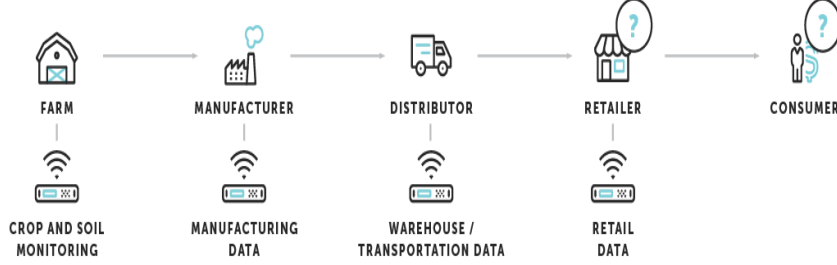 ?
?
FARM
MANUFACTURER
DISTRIBUTOR
RETAILER
CONSUMER
CROP AND SOIL
MONITORING
MANUFACTURING
DATA
WAREHOUSE /
TRANSPORTATION DATA
RETAIL
DATA